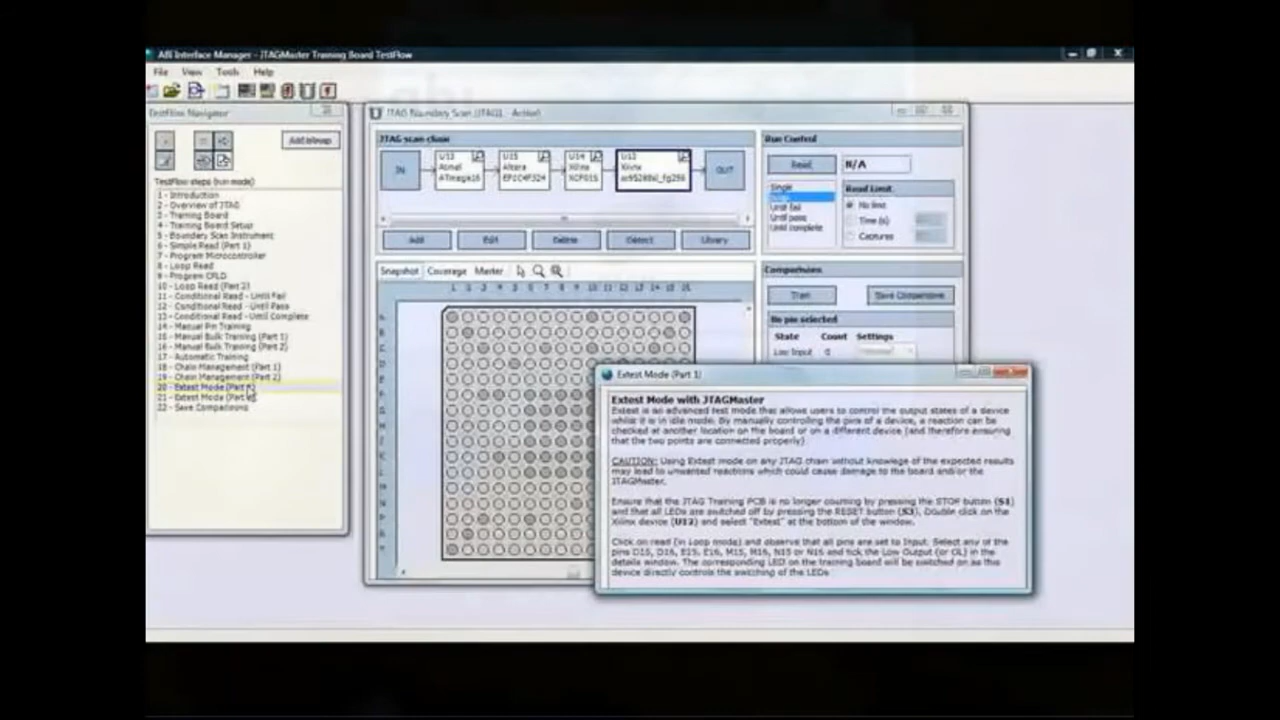 ABI Interface Manager - JTAGMaster Training Board TestFlow
File View Tools Help
TestFlow Navigator
Add bitmap
TestFlow steps (run mode)
1 - Introduction
2 - Overview of JTAG
3 - Training Board
4 - Training Board Setup
5 - Boundary Scan Instrument
6 - Simple Read (Part 1)
7 - Program Microcontroller
8 - Loop Read
9 - Program CPLD
10 - Loop Read (Part 2)
11 - Conditional Read - Until Fail
12 - Conditional Read - Until Pass
13 - Conditional Read - Until Complete
14 - Manual Pin Training
15 - Manual Bulk Training (Part 1)
16 - Manual Bulk Training (Part 2)
17 - Automatic Training
18 - Chain Management (Part 1)
19 - Chain Management (Part 2)
20 - Extest Mode (Part
21 - Extest Mode (Part
22 - Save Comparisons
JTAG Boundary Scan (JTAG) - Action
JTAG scan chain
IN
U13
Atmel
ATmega16
U15
Altera
EP2C4F324
U14
Xilinx
XCF01S
U12
Xilinx
OUT
Add Edit Delete Detect Library
Snapshot Coverage Master
1 2 3 4 5 6 7 8 9 10 11 12 13 14 15 16
Run Control
Read N/A
Single
Until fail
Until pass
Until complete
Read Limit
No limit
Time (s)
Captures
Comparisons
Train Save Comparisons
No pin selected
State Count Settings
Low Input 0
Extest Mode (Part 1)
Extest Mode with JTAGMaster
Extest is an advanced test mode that allows users to control the output states of a device
whilst it is in idle mode. By manually controlling the pins of a device, a reaction can be
checked at another location on the board or on a different device (and therefore ensuring
that the two points are connected properly)
CAUTION: Using Extest mode on any JTAG chain without knowlege of the expected results
may lead to unwanted reactions which could cause damage to the board and/or the
JTAGMaster.
Ensure that the JTAG Training PCB is no longer counting by pressing the STOP button (S1)
and that all LEDs are switched off by pressing the RESET button (S3). Double click on the
Xilinx device (U12) and select "Extest" at the bottom of the window.
Click on read (in Loop mode) and observe that all pins are set to Input. Select any of the
pins D15, D16, E15, E16, M15, M16, N15 or N16 and tick the Low Output (or OL) in the
details window. The corresponding LED on the training board will be switched on as this
device directly controls the switching of the LEDs